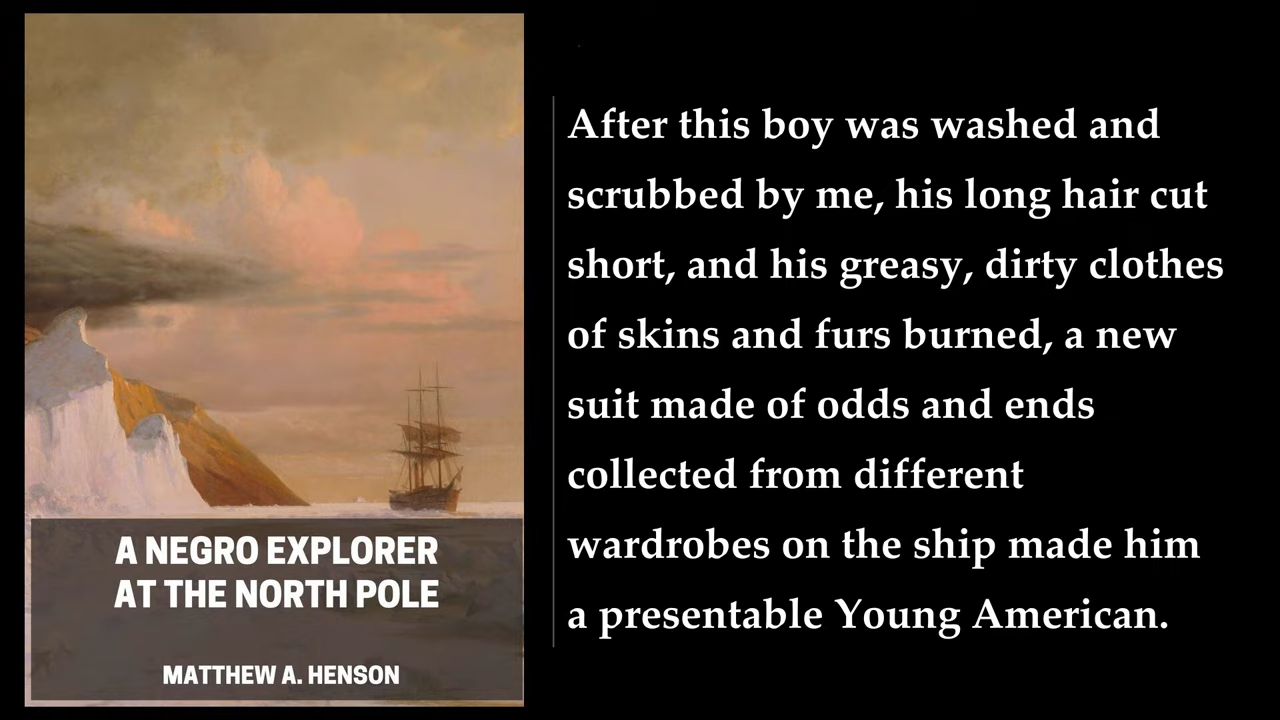 A NEGRO EXPLORER
AT THE NORTH POLE
MATTHEW A. HENSON
After this boy was washed and
scrubbed by me, his long hair cut
short, and his greasy, dirty clothes
of skins and furs burned, a new
suit made of odds and ends
collected from different
wardrobes on the ship made him
a presentable Young American.